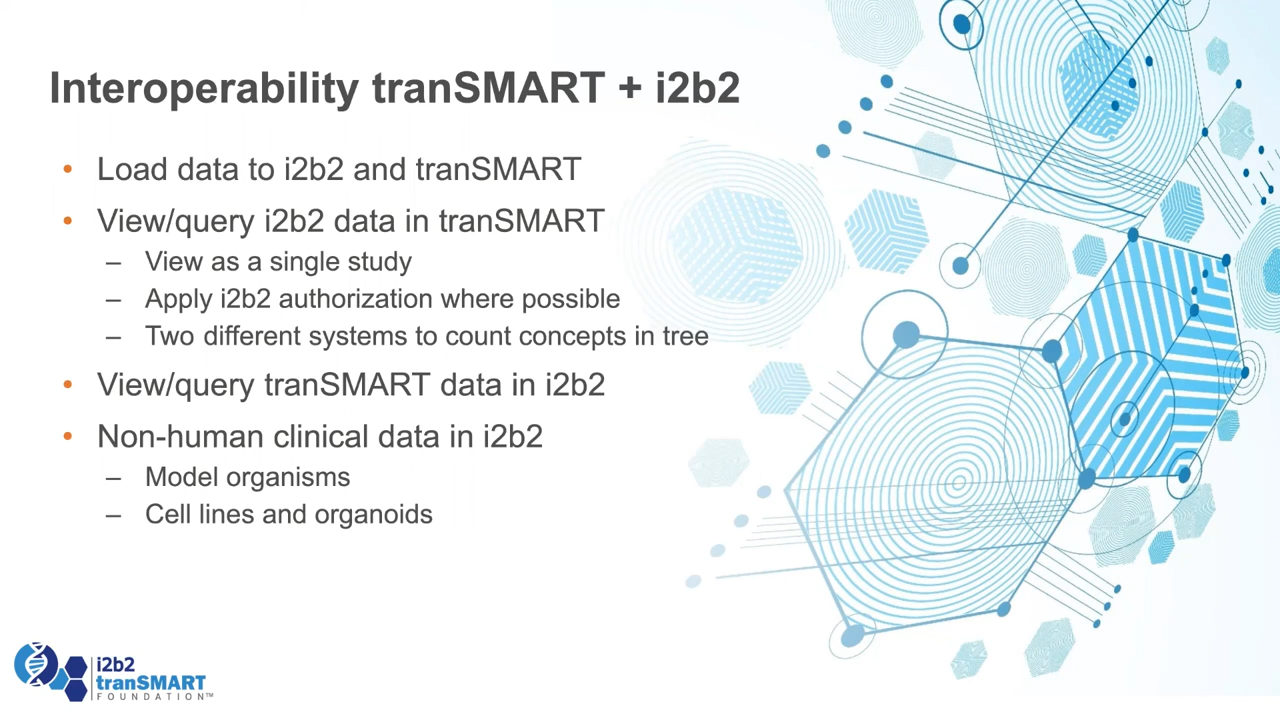 Interoperability tranSMART + i2b2
• Load data to i2b2 and tranSMART
• View/query i2b2 data in tranSMART
– View as a single study
– Apply i2b2 authorization where possible
– Two different systems to count concepts in tree
• View/query tranSMART data in i2b2
• Non-human clinical data in i2b2
– Model organisms
– Cell lines and organoids
i2b2
tranSMART
FOUNDATION™